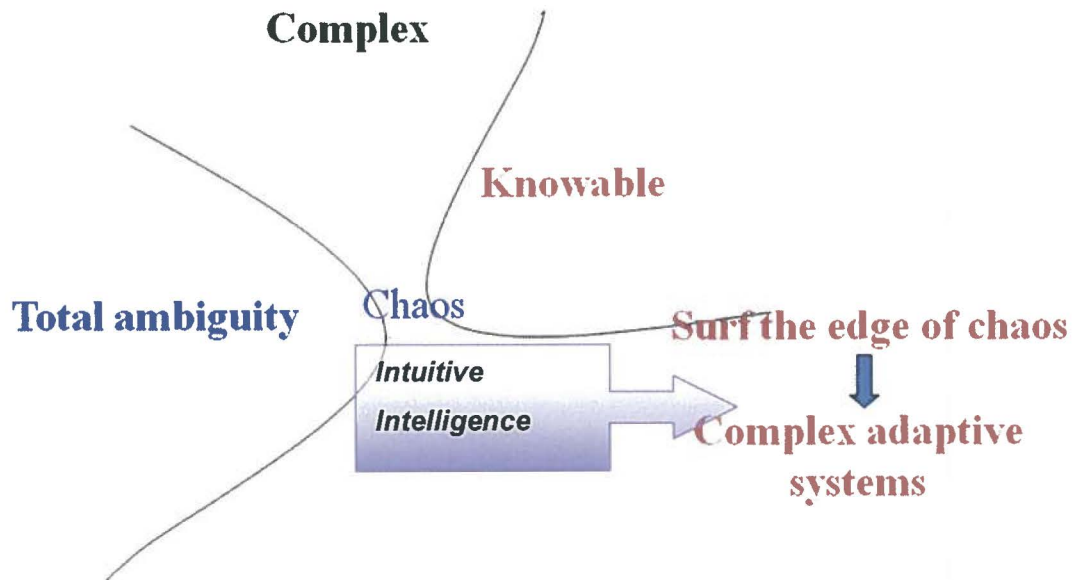 Complex
Knowable
Total ambiguity
Chaos
Surf the edge of chaos
Intuitive
Intelligence
Complex adaptive
systems